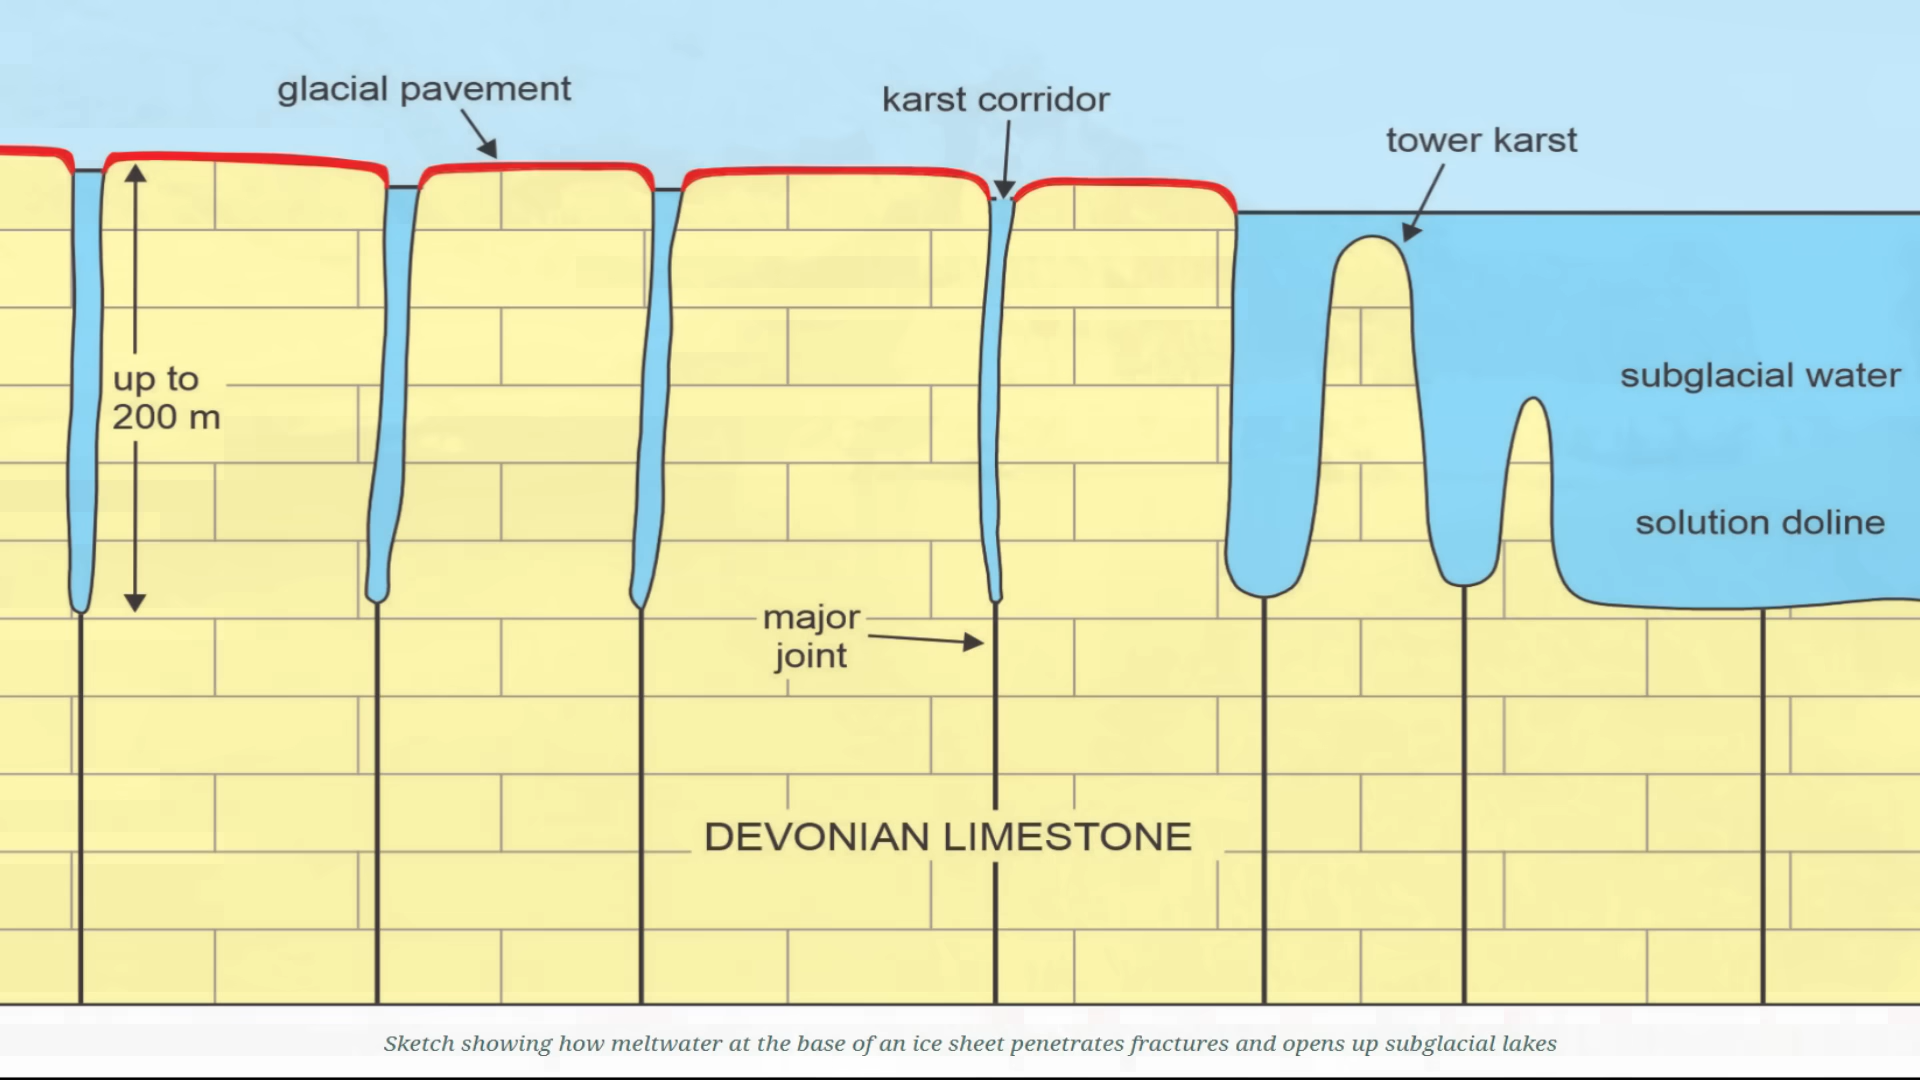 glacial pavement
karst corridor
tower karst
up to
200 m
subglacial water
solution doline
major
joint
DEVONIAN LIMESTONE
Sketch showing how meltwater at the base of an ice sheet penetrates fractures and opens up subglacial lakes